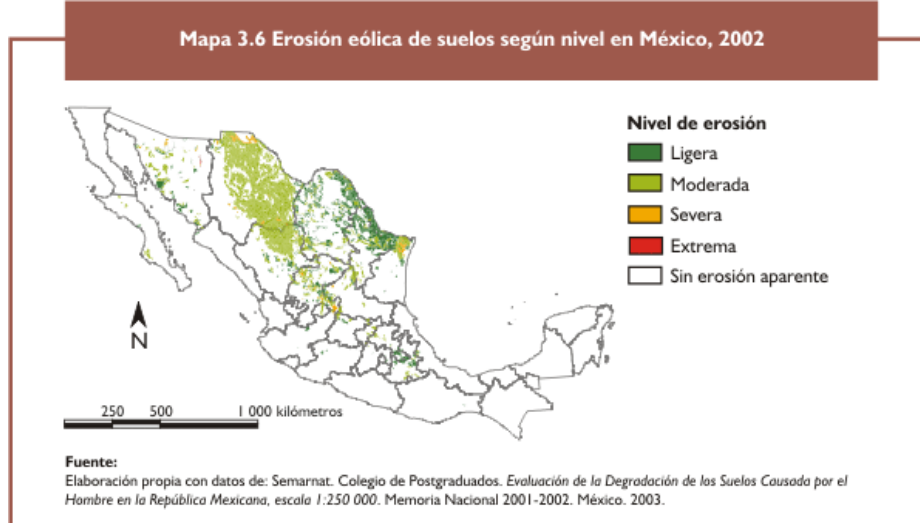 Mapa 3.6 Erosión eólica de suelos según nivel en México, 2002
Nivel de erosión
Ligera
Moderada
Severa
Extrema
Sin erosión aparente
N
250 500 1 000 kilómetros
Fuente:
Elaboración propia con datos de: Semarnat. Colegio de Postgraduados. Evaluación de la Degradación de los Suelos Causada por el
Hombre en la República Mexicana, escala 1:250 000. Memoria Nacional 2001-2002. México. 2003.